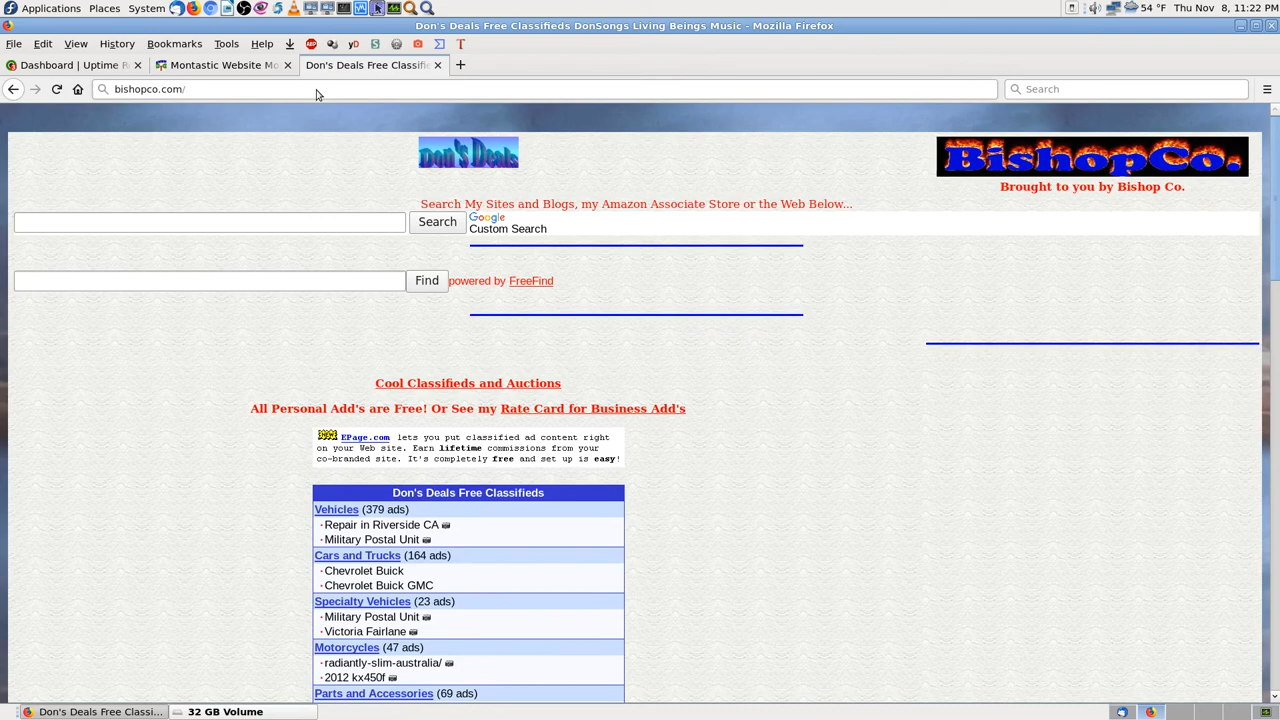 Applications Places System 54 °F Thu Nov 8, 11:22 PM
Don's Deals Free Classifieds DonSongs Living Beings Music - Mozilla Firefox
File Edit View History Bookmarks Tools Help
Dashboard | Uptime R Montastic Website Mo Don's Deals Free Classifi
bishopco.com/ Search
Don's Deals
BishopCo.
Brought to you by Bishop Co.
Search My Sites and Blogs, my Amazon Associate Store or the Web Below...
Search Google
Custom Search
Find powered by FreeFind
Cool Classifieds and Auctions
All Personal Add's are Free! Or See my Rate Card for Business Add's
EPage.com lets you put classified ad content right
on your Web site. Earn lifetime commissions from your
co-branded site. It's completely free and set up is easy!
Don's Deals Free Classifieds
Vehicles (379 ads)
Repair in Riverside CA
Military Postal Unit
Cars and Trucks (164 ads)
Chevrolet Buick
Chevrolet Buick GMC
Specialty Vehicles (23 ads)
Military Postal Unit
Victoria Fairlane
Motorcycles (47 ads)
radiantly-slim-australia/
2012 kx450f
Parts and Accessories (69 ads)
Don's Deals Free Classi... 32 GB Volume